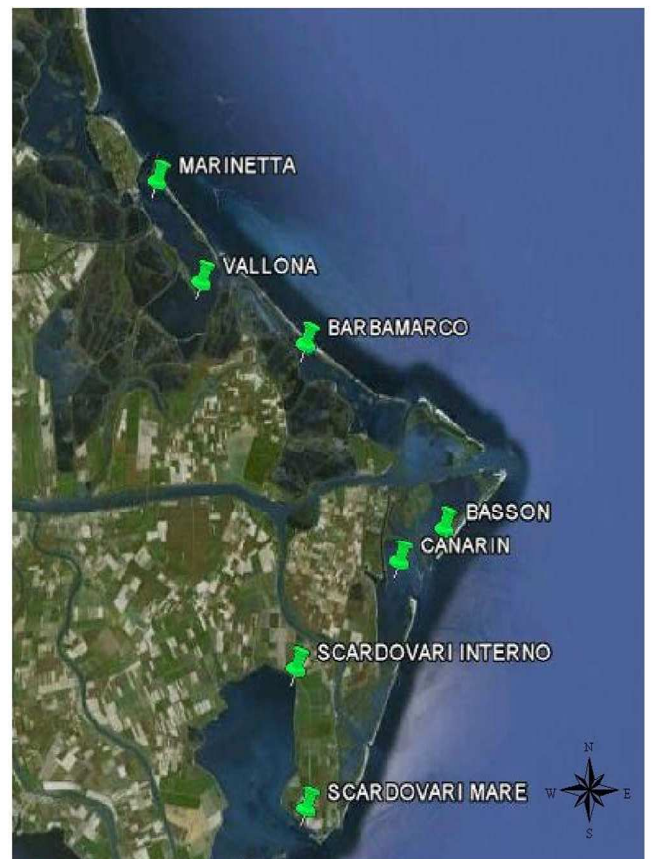 MARINETTA
VALLONA
BARBAMARCO
BASSON
CANARIN
SCARDOVARI INTERNO
SCARDOVARI MARE
N
W E
S